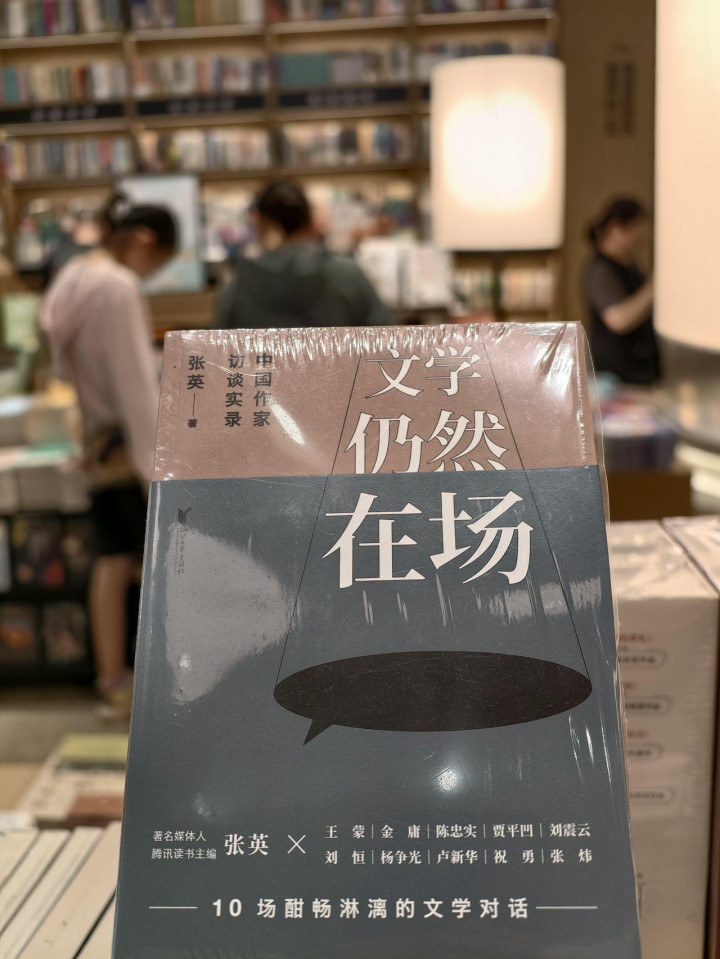 文学
仍然
在场
中国作家
访谈实录
张英——著
著名媒体人
腾讯读书主编
张英 ×
王 蒙|金 庸|陈忠实|贾平凹|刘震云
刘 恒|杨争光|卢新华|祝 勇|张 炜
10 场酣畅淋漓的文学对话